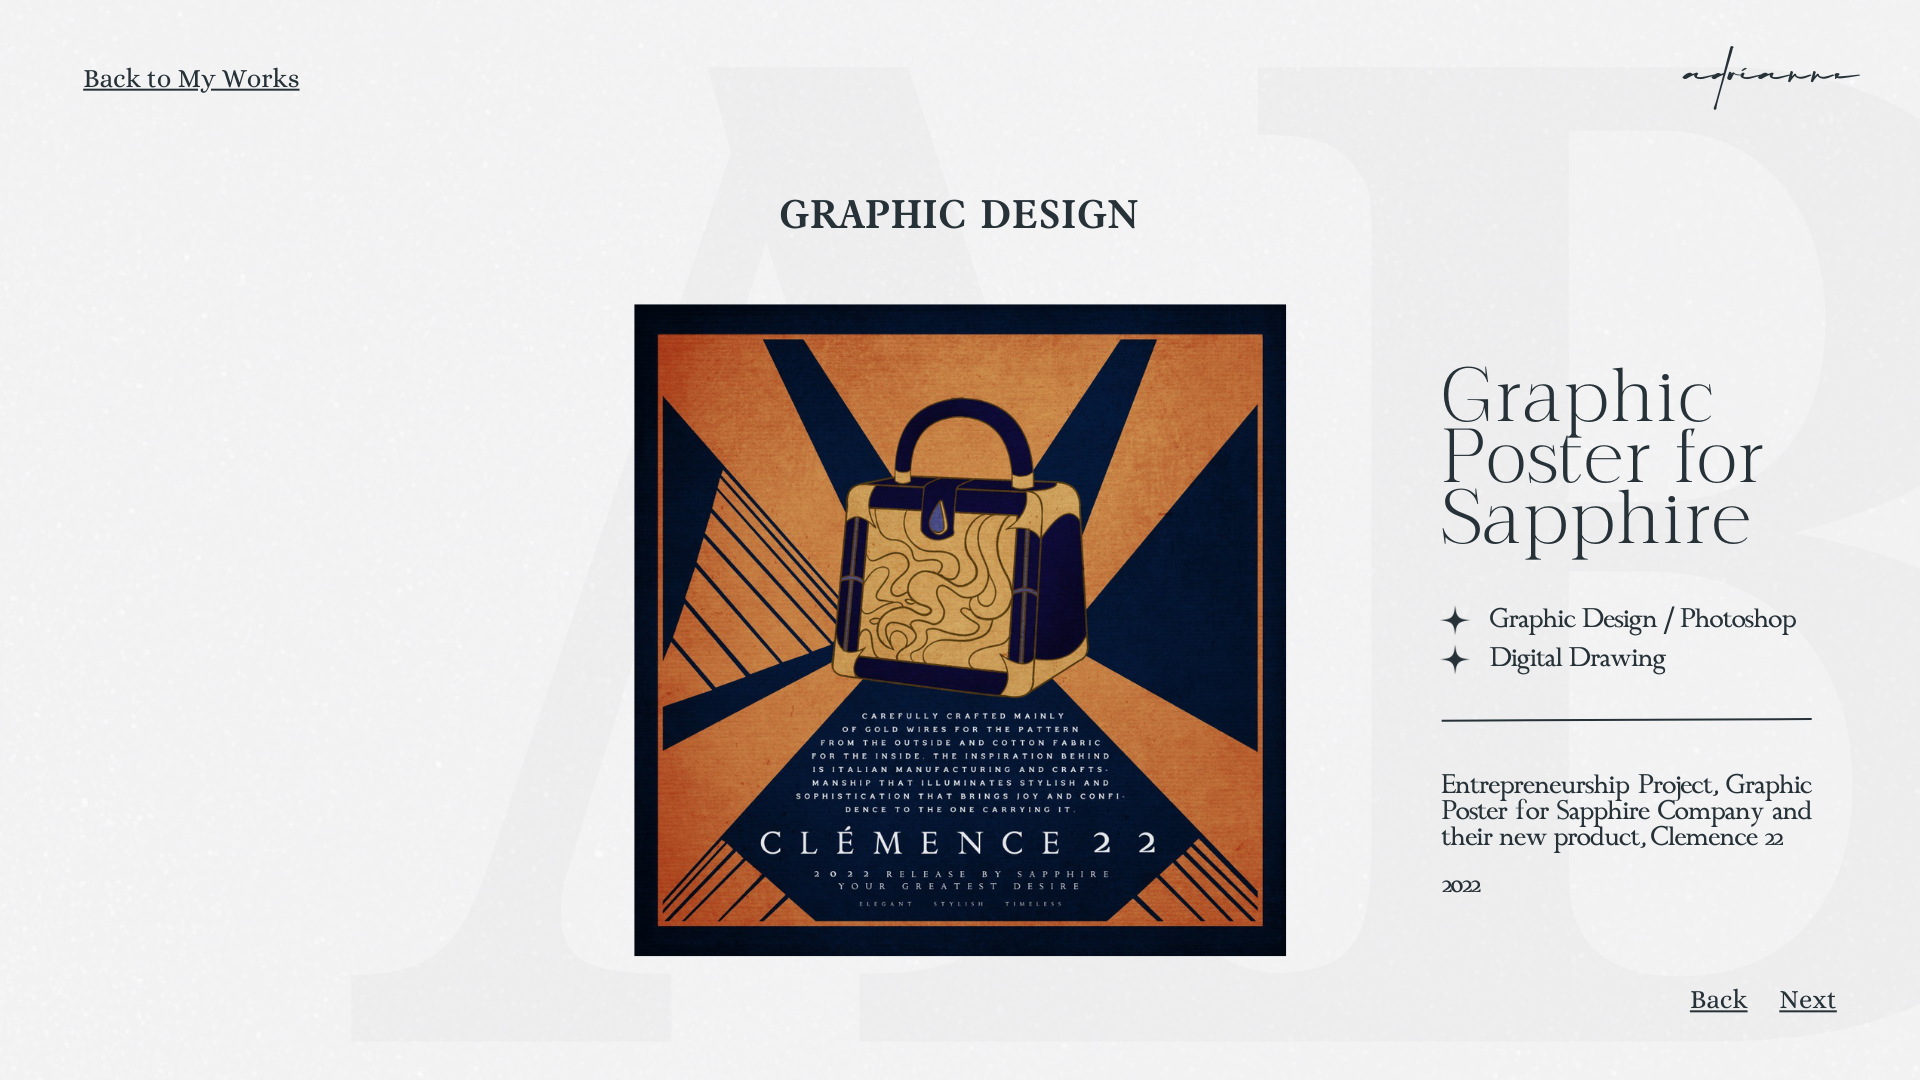 Back to My Works
adrianne
GRAPHIC DESIGN
CAREFULLY CRAFTED MAINLY
OF GOLD WIRES FOR THE PATTERN
FROM THE OUTSIDE AND COTTON FABRIC
FOR THE INSIDE. THE INSPIRATION BEHIND
IS ITALIAN MANUFACTURING AND CRAFTS-
MANSHIP THAT ILLUMINATES STYLISH AND
SOPHISTICATION THAT BRINGS JOY AND CONFI-
DENCE TO THE ONE CARRYING IT.
CLÉMENCE 22
2022 RELEASE BY SAPPHIRE
YOUR GREATEST DESIRE
ELEGANT STYLISH TIMELESS
Graphic
Poster for
Sapphire
Graphic Design / Photoshop
Digital Drawing
Entrepreneurship Project, Graphic
Poster for Sapphire Company and
their new product, Clemence 22
2022
Back Next